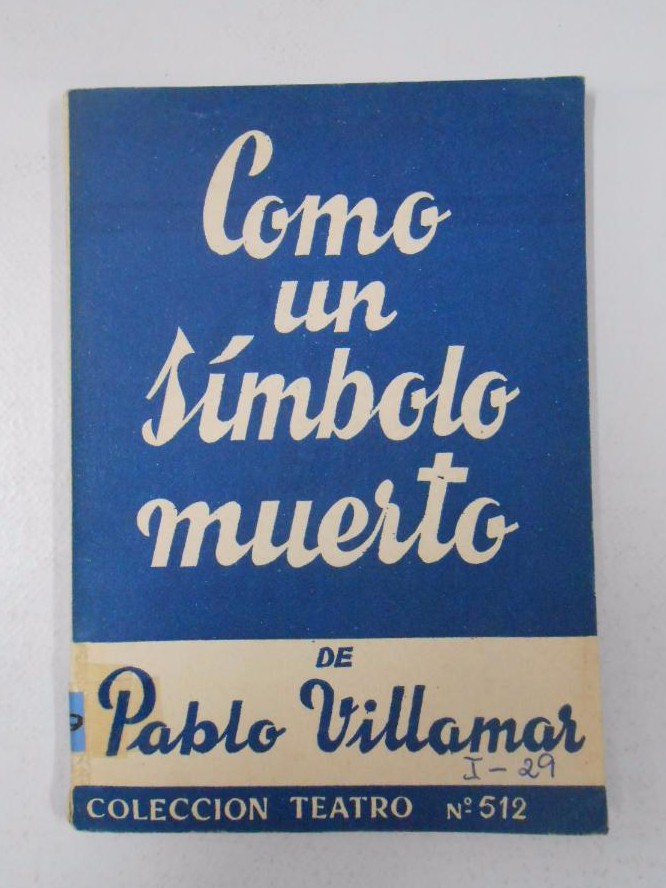 Como
un
símbolo
muerto
DE
Pablo Villamar
I-29
COLECCION TEATRO Nº 512